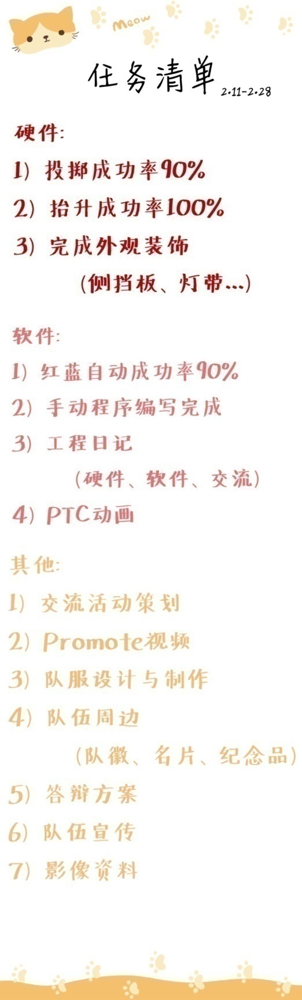 Meow
任务清单
2.11-2.28
硬件:
1) 投掷成功率90%
2) 抬升成功率100%
3) 完成外观装饰
(侧挡板、灯带...)
软件:
1) 红蓝自动成功率90%
2) 手动程序编写完成
3) 工程日记
(硬件、软件、交流)
4) PTC动画
其他:
1) 交流活动策划
2) Promote视频
3) 队服设计与制作
4) 队伍周边
(队徽、名片、纪念品)
5) 答辩方案
6) 队伍宣传
7) 影像资料